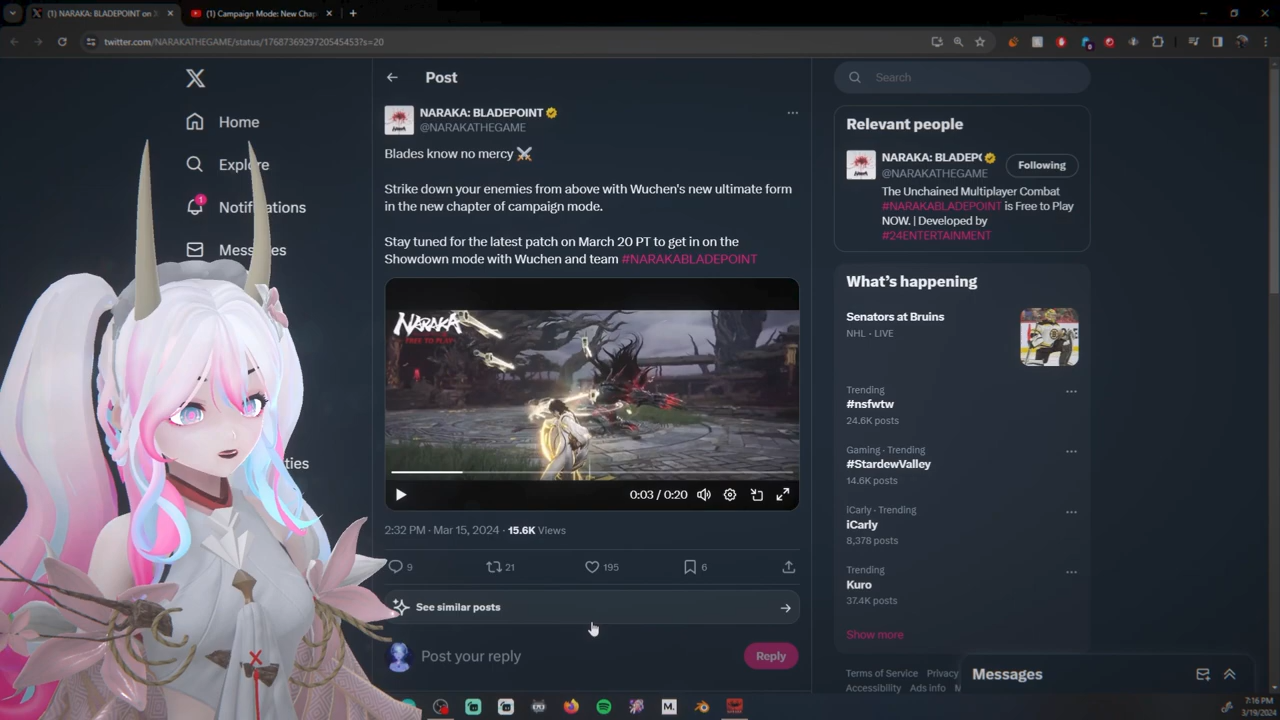 (1) NARAKA: BLADEPOINT on
(1) Campaign Mode: New Chap
twitter.com/NARAKATHEGAME/status/1768736929720545453?s=20
Home
Explore
Notifications
1
Messages
Post
NARAKA: BLADEPOINT
@NARAKATHEGAME
Blades know no mercy ⚔️
Strike down your enemies from above with Wuchen's new ultimate form
in the new chapter of campaign mode.
Stay tuned for the latest patch on March 20 PT to get in on the
Showdown mode with Wuchen and team #NARAKABLADEPOINT
NARAKA
FREE TO PLAY
0:03 / 0:20
2:32 PM · Mar 15, 2024 · 15.6K Views
9
21
195
6
See similar posts
Post your reply
Reply
Search
Relevant people
NARAKA: BLADEP
@NARAKATHEGAME
Following
The Unchained Multiplayer Combat
#NARAKABLADEPOINT is Free to Play
NOW. | Developed by
#24ENTERTAINMENT
What's happening
Senators at Bruins
NHL · LIVE
Trending
#nsfwtw
24.6K posts
Gaming · Trending
#StardewValley
14.6K posts
iCarly · Trending
iCarly
8,378 posts
Trending
Kuro
37.4K posts
Show more
Terms of Service Privacy
Accessibility Ads info
Messages
M.
7:16 PM
3/19/2024